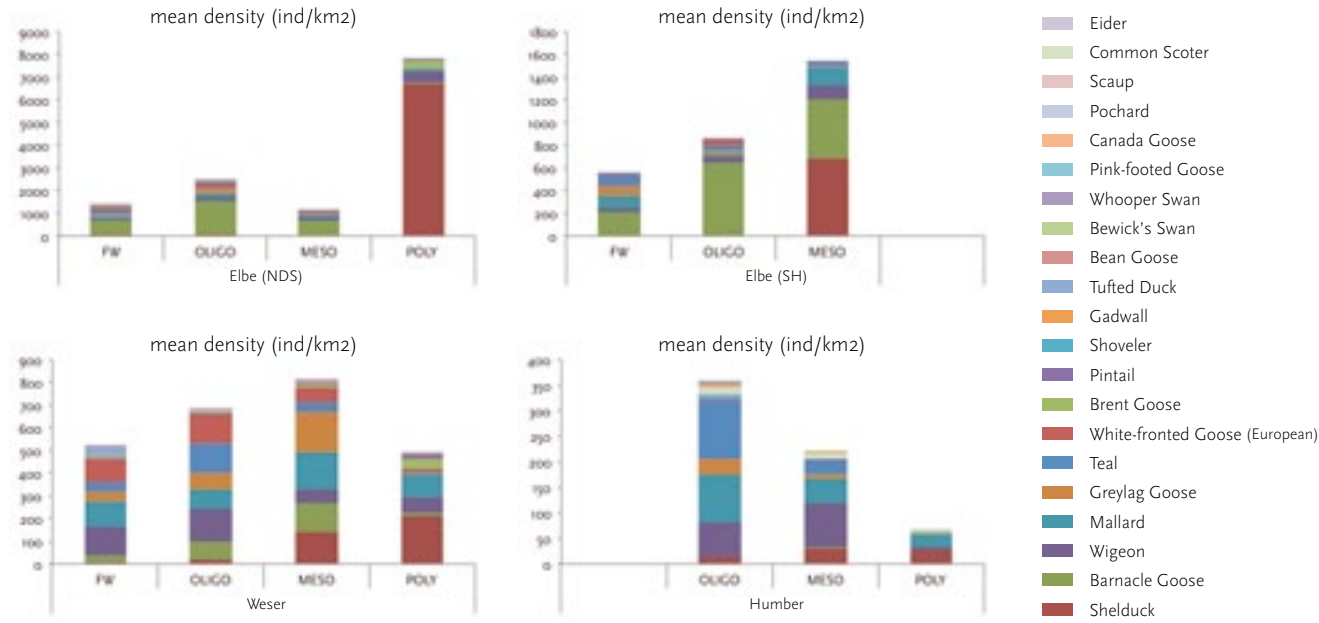 mean density (ind/km2)
9000
8000
7000
6000
5000
4000
3000
2000
1000
0
FW OLIGO MESO POLY
Elbe (NDS)
mean density (ind/km2)
1800
1600
1400
1200
1000
800
600
400
200
0
FW OLIGO MESO
Elbe (SH)
mean density (ind/km2)
900
800
700
600
500
400
300
200
100
0
FW OLIGO MESO POLY
Weser
mean density (ind/km2)
400
350
300
250
200
150
100
50
0
OLIGO MESO POLY
Humber
Eider
Common Scoter
Scaup
Pochard
Canada Goose
Pink-footed Goose
Whooper Swan
Bewick's Swan
Bean Goose
Tufted Duck
Gadwall
Shoveler
Pintail
Brent Goose
White-fronted Goose (European)
Teal
Greylag Goose
Mallard
Wigeon
Barnacle Goose
Shelduck